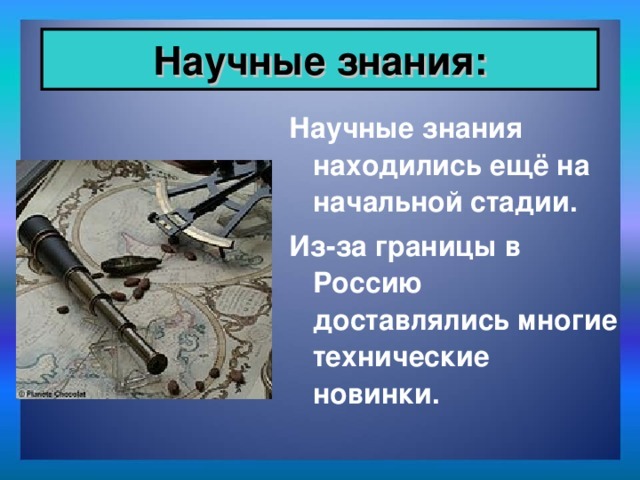 Научные знания:
Научные знания
находились ещё на
начальной стадии.
Из-за границы в
Россию
доставлялись многие
технические
новинки.
© Planete Chocolat